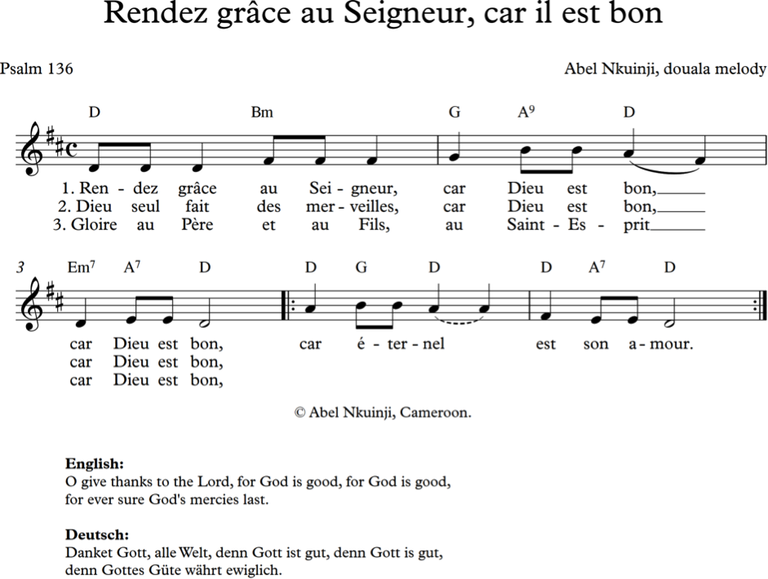 Rendez grâce au Seigneur, car il est bon
Psalm 136
Abel Nkuinji, douala melody
D Bm G A9 D
1. Ren - dez grâce au Sei - gneur, car Dieu est bon,
2. Dieu seul fait des mer - veilles, car Dieu est bon,
3. Gloire au Père et au Fils, au Saint - Es - prit
3 Em7 A7 D D G D D A7 D
car Dieu est bon, car é - ter - nel est son a - mour.
car Dieu est bon,
car Dieu est bon,
© Abel Nkuinji, Cameroon.
English:
O give thanks to the Lord, for God is good, for God is good,
for ever sure God's mercies last.
Deutsch:
Danket Gott, alle Welt, denn Gott ist gut, denn Gott is gut,
denn Gottes Güte währt ewiglich.